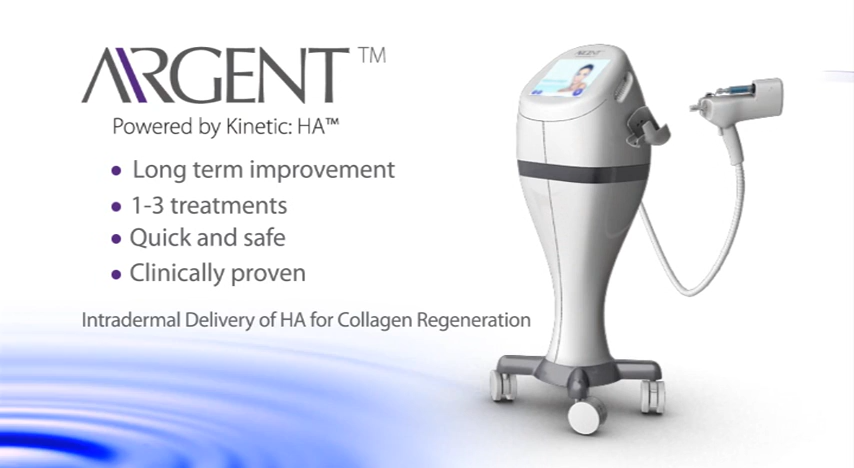 ARGENT™
Powered by Kinetic: HA™
• Long term improvement
• 1-3 treatments
• Quick and safe
• Clinically proven
Intradermal Delivery of HA for Collagen Regeneration
ARGENT